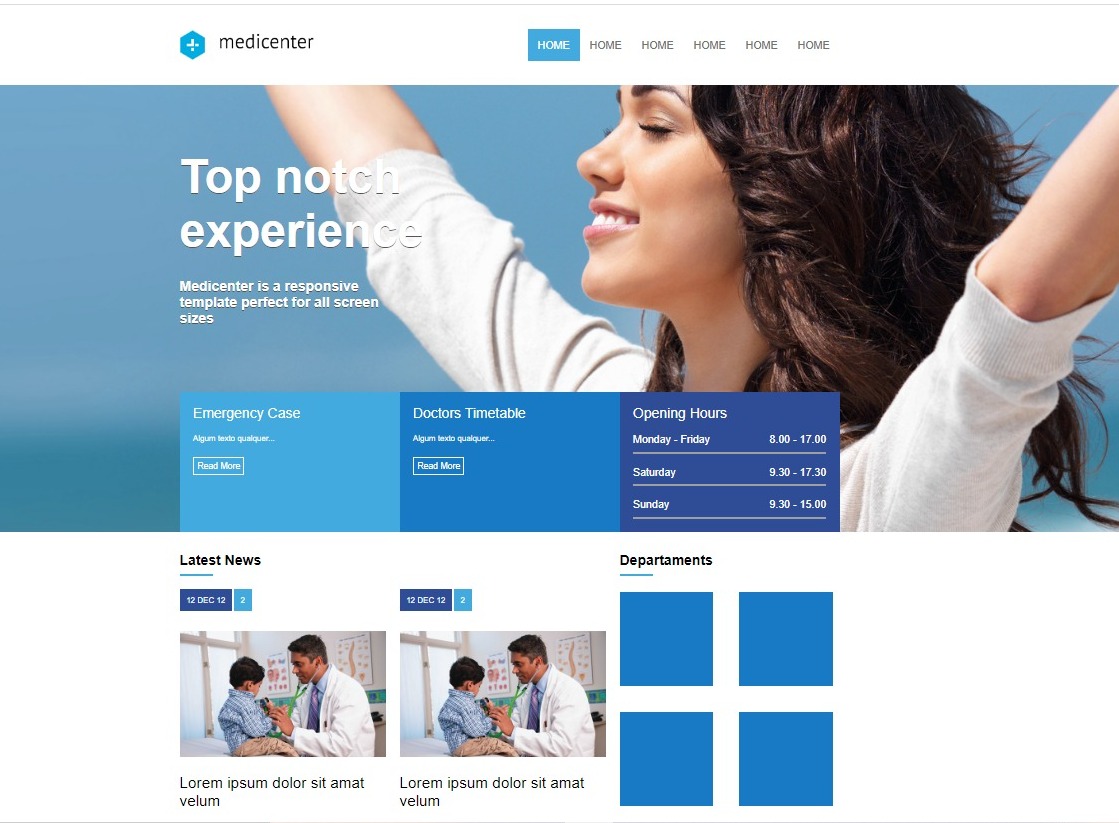 medicenter
HOME HOME HOME HOME HOME HOME
Top notch
experience
Medicenter is a responsive
template perfect for all screen
sizes
Emergency Case
Algum texto qualquer...
Read More
Doctors Timetable
Algum texto qualquer...
Read More
Opening Hours
Monday - Friday 8.00 - 17.00
Saturday 9.30 - 17.30
Sunday 9.30 - 15.00
Latest News
12 DEC 12 2
Lorem ipsum dolor sit amat
velum
12 DEC 12 2
Lorem ipsum dolor sit amat
velum
Departaments